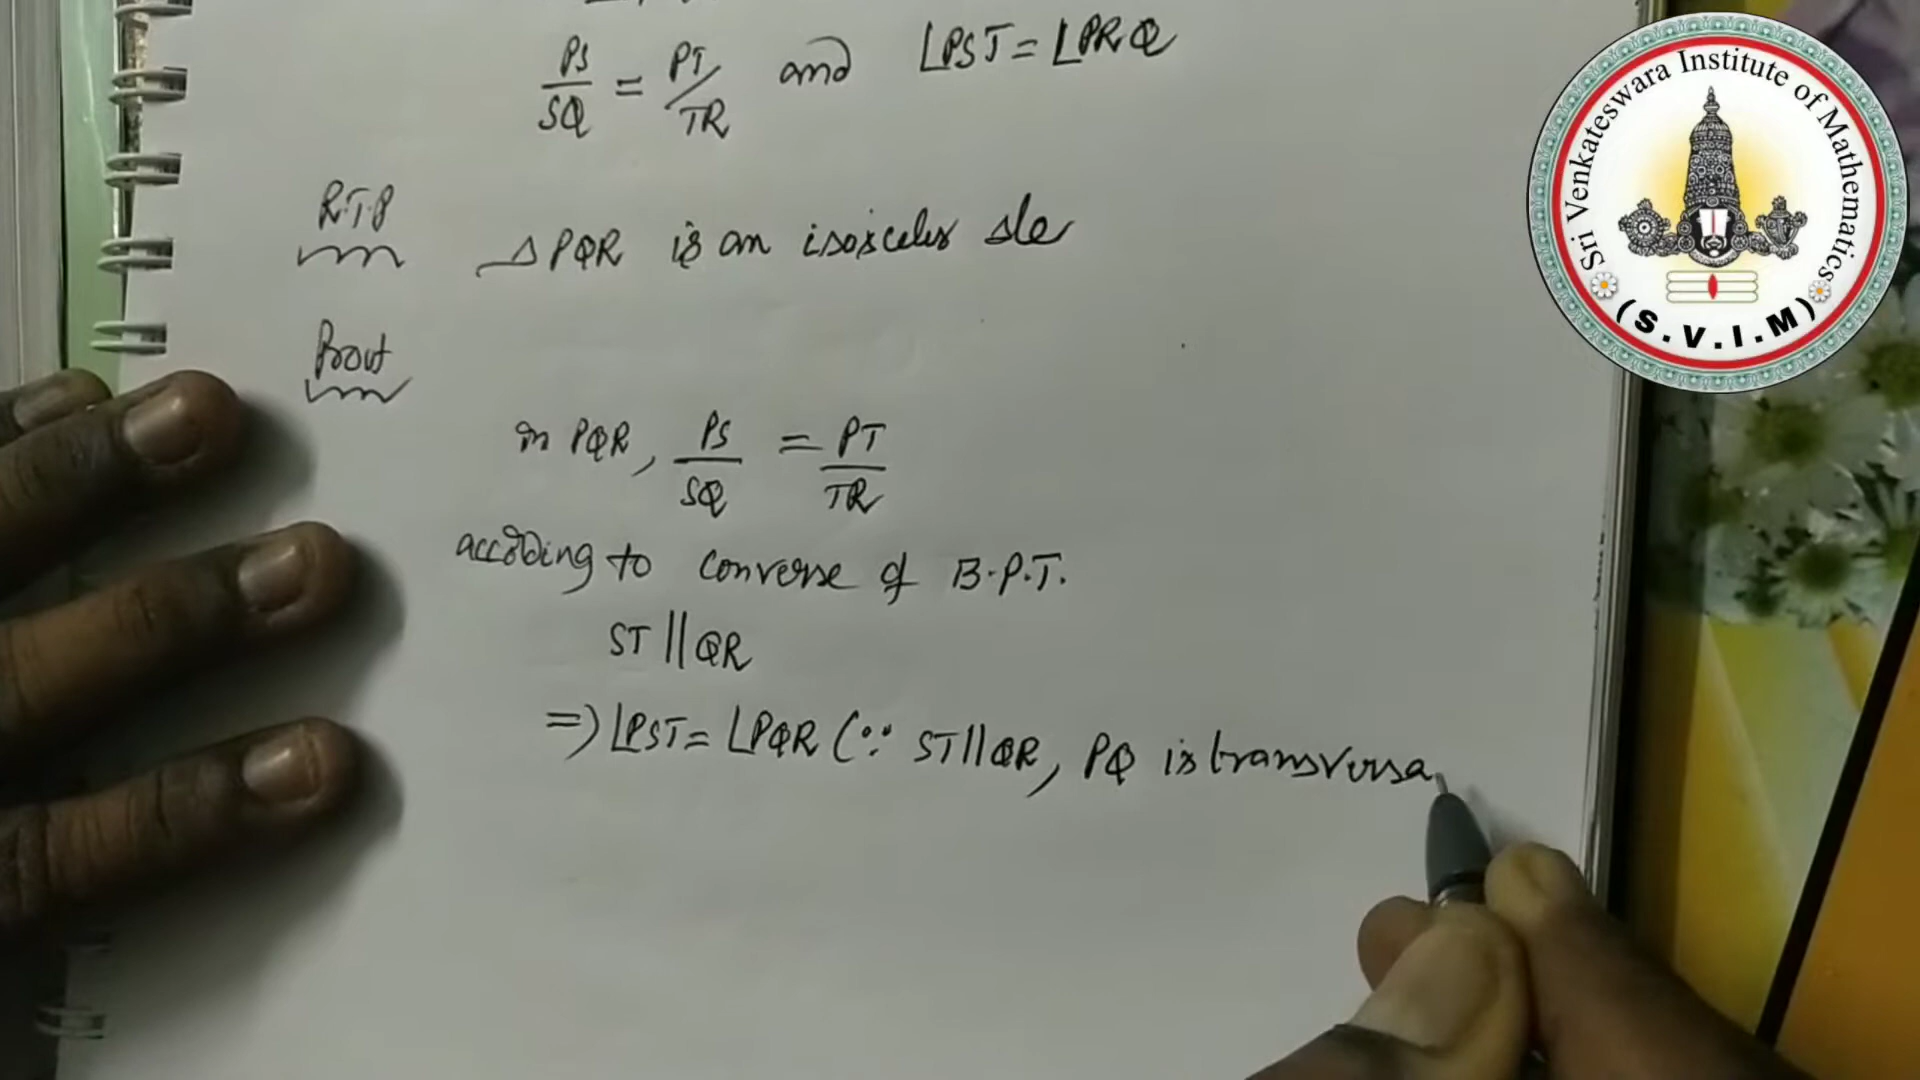 PS/SQ = PT/TR and ∠PST = ∠PRQ
R.T.P
△PQR is an isosceles △le
Proof
in PQR, PS/SQ = PT/TR
according to converse of B.P.T.
ST || QR
=> ∠PST = ∠PQR (∵ ST || QR, PQ is transversa
Sri Venkateswara Institute of Mathematics
(S.V.I.M)